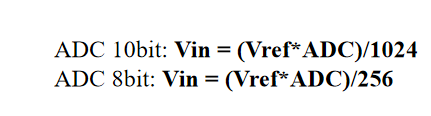 ADC 10bit: Vin = (Vref*ADC)/1024
ADC 8bit: Vin = (Vref*ADC)/256